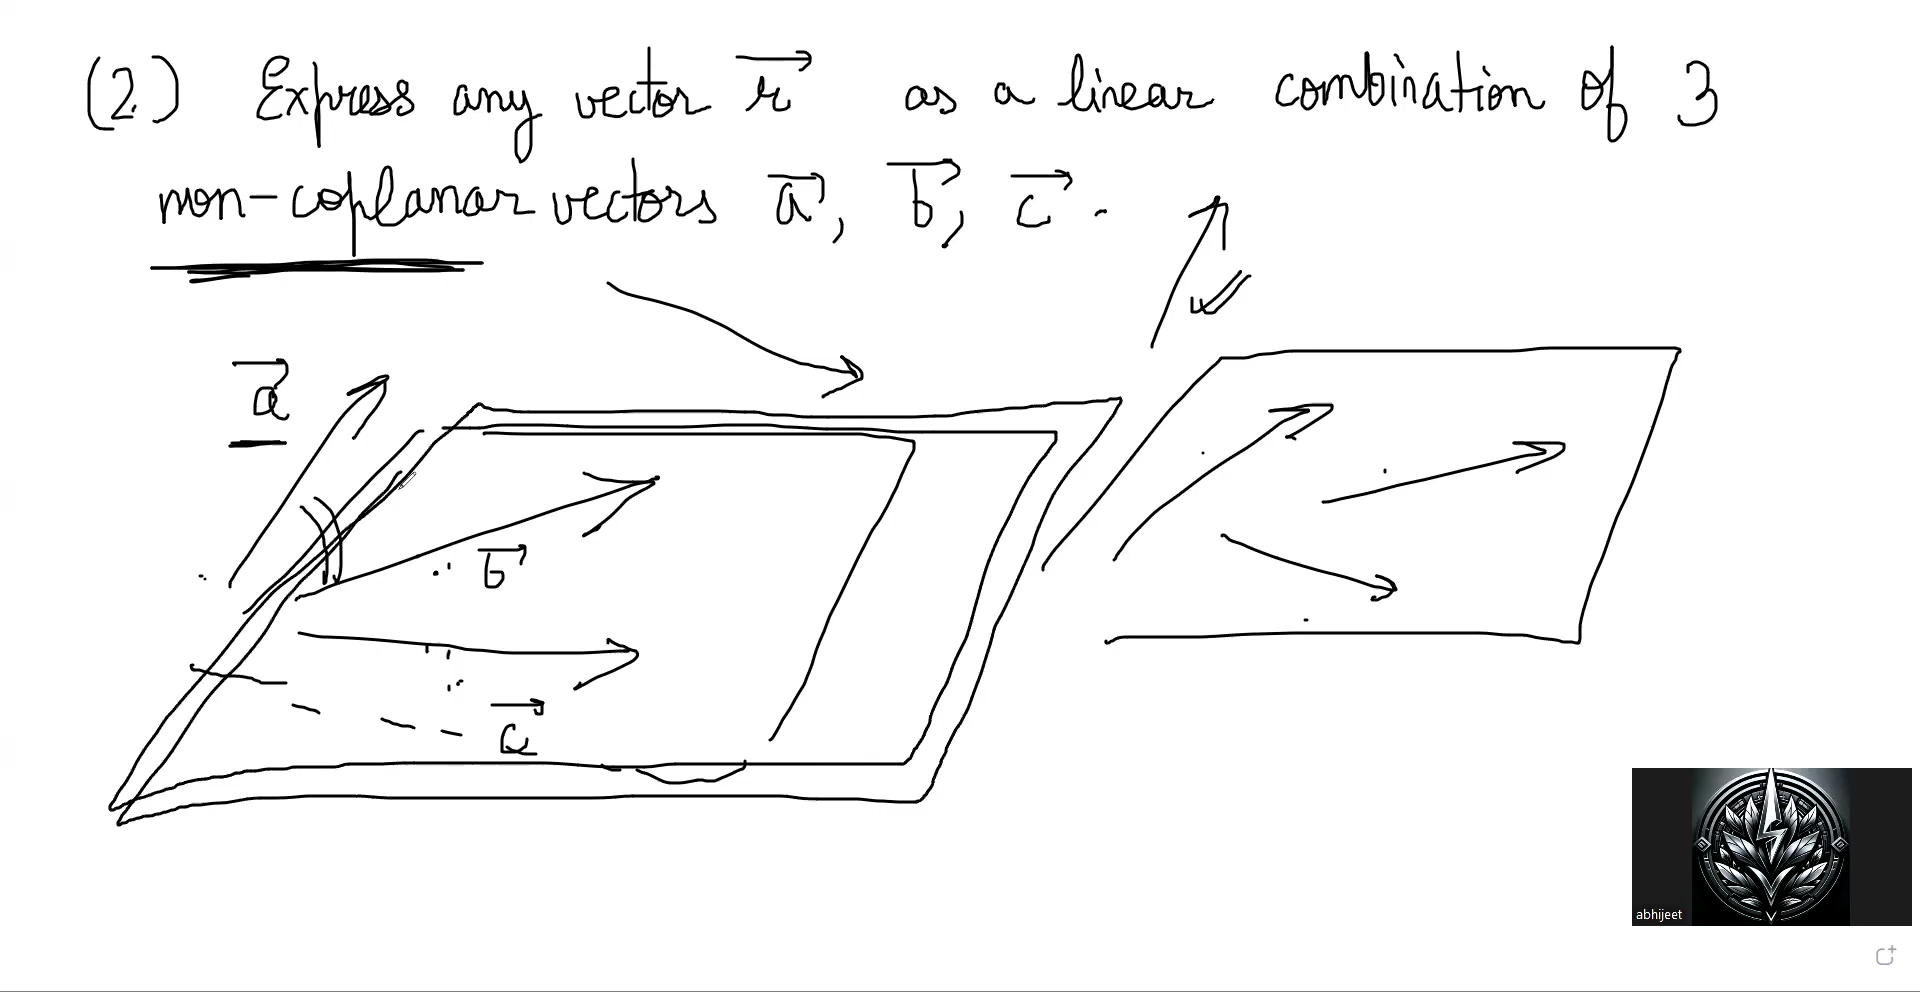 (2.) Express any vector r as a linear combination of 3
non-coplanar vectors a, b, c.
a
b
c
abhijeet